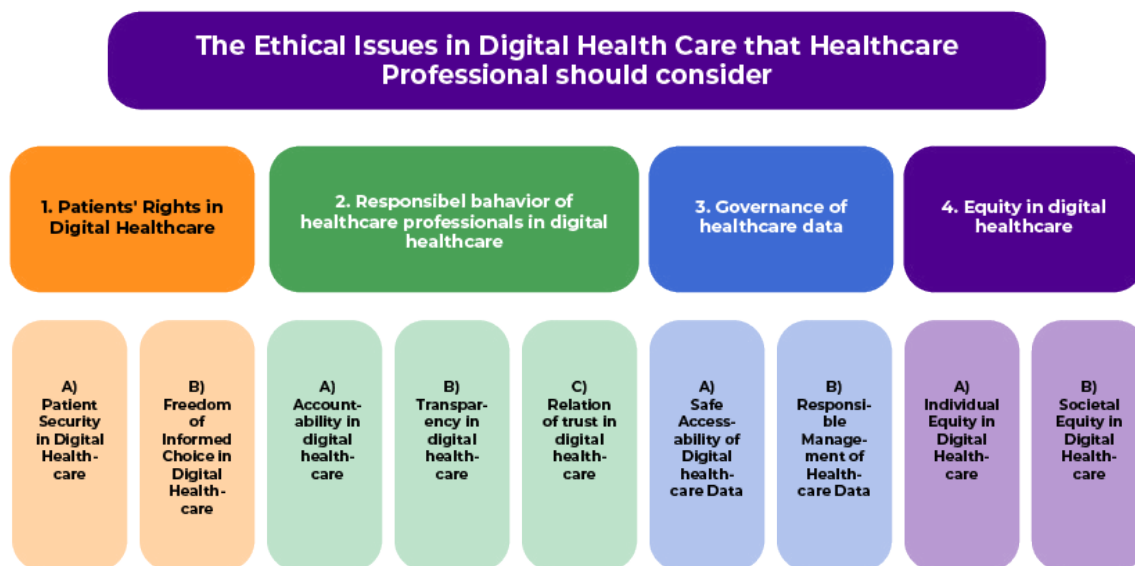 The Ethical Issues in Digital Health Care that Healthcare
Professional should consider
1. Patients' Rights in
Digital Healthcare
2. Responsibel bahavior of
healthcare professionals in digital
healthcare
3. Governance of
healthcare data
4. Equity in digital
healthcare
A)
Patient
Security
in Digital
Health-
care
B)
Freedom
of
Informed
Choice in
Digital
Health-
care
A)
Account-
ability in
digital
health-
care
B)
Transpar-
ency in
digital
health-
care
C)
Relation
of trust in
digital
health-
care
A)
Safe
Access-
ability of
Digital
health-
care Data
B)
Responsi-
ble
Manage-
ment of
Health-
care Data
A)
Individual
Equity in
Digital
Health-
care
B)
Societal
Equity in
Digital
Health-
care